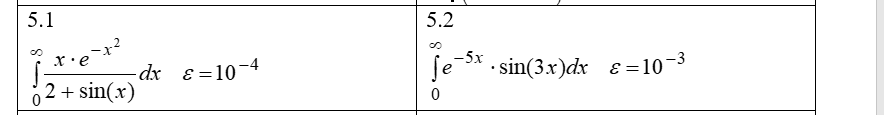 5.1
∫₀^∞ (x·e^(−x²))/(2+sin(x)) dx ε=10⁻⁴
5.2
∫₀^∞ e^(−5x)·sin(3x)dx ε=10⁻³